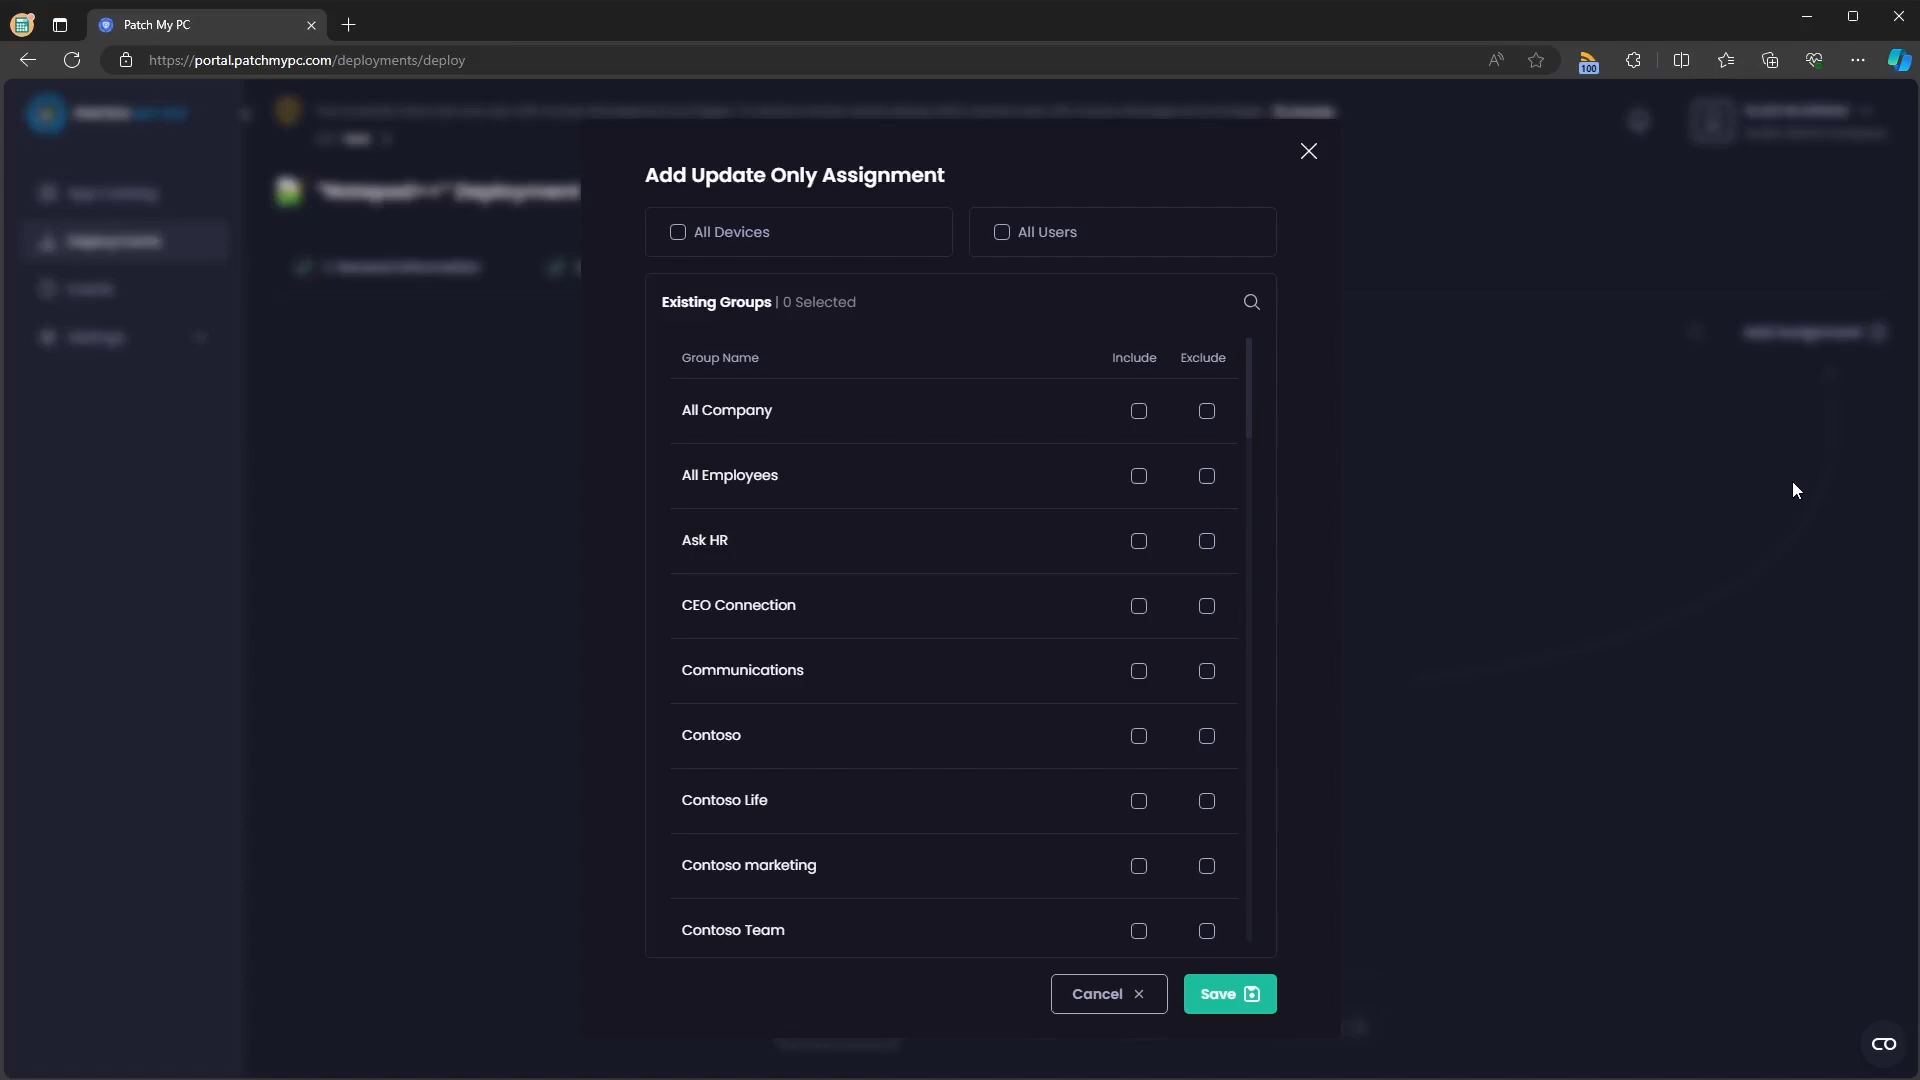 Patch My PC
https://portal.patchmypc.com/deployments/deploy
100
Add Update Only Assignment
All Devices
All Users
Existing Groups | 0 Selected
Group Name Include Exclude
All Company
All Employees
Ask HR
CEO Connection
Communications
Contoso
Contoso Life
Contoso marketing
Contoso Team
Cancel
Save